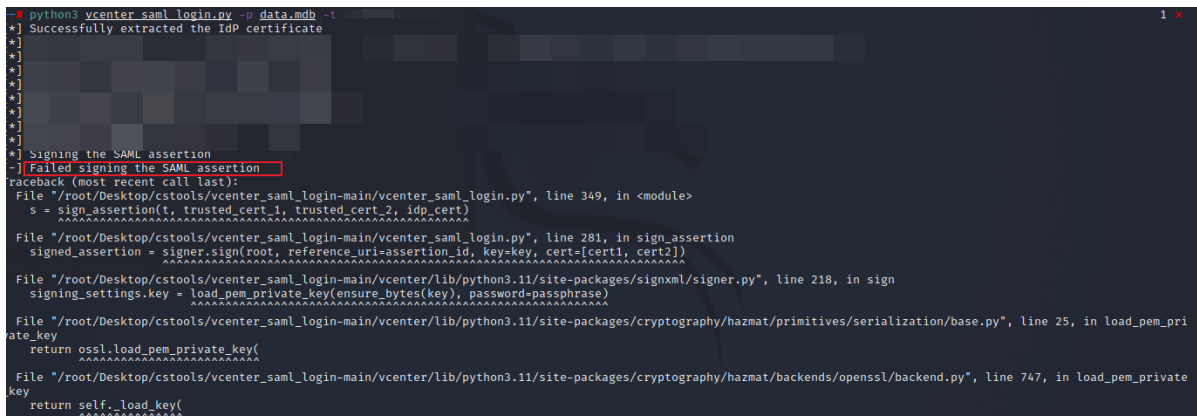 ─# python3 vcenter_saml_login.py -p data.mdb -t
1 ×
*] Successfully extracted the IdP certificate
*]
*]
*]
*]
*]
*]
*]
*] Signing the SAML assertion
-] Failed signing the SAML assertion
raceback (most recent call last):
File "/root/Desktop/cstools/vcenter_saml_login-main/vcenter_saml_login.py", line 349, in <module>
s = sign_assertion(t, trusted_cert_1, trusted_cert_2, idp_cert)
^^^^^^^^^^^^^^^^^^^^^^^^^^^^^^^^^^^^^^^^^^^^^^^^^^^^^^^^^^^
File "/root/Desktop/cstools/vcenter_saml_login-main/vcenter_saml_login.py", line 281, in sign_assertion
signed_assertion = signer.sign(root, reference_uri=assertion_id, key=key, cert=[cert1, cert2])
^^^^^^^^^^^^^^^^^^^^^^^^^^^^^^^^^^^^^^^^^^^^^^^^^^^^^^^^^^^^^^^^^^^^^^^^^^^
File "/root/Desktop/cstools/vcenter_saml_login-main/vcenter/lib/python3.11/site-packages/signxml/signer.py", line 218, in sign
signing_settings.key = load_pem_private_key(ensure_bytes(key), password=passphrase)
^^^^^^^^^^^^^^^^^^^^^^^^^^^^^^^^^^^^^^^^^^^^^^^^^^^^^^^^^^^^
File "/root/Desktop/cstools/vcenter_saml_login-main/vcenter/lib/python3.11/site-packages/cryptography/hazmat/primitives/serialization/base.py", line 25, in load_pem_pri
ate_key
return ossl.load_pem_private_key(
^^^^^^^^^^^^^^^^^^^^^^^^^^
File "/root/Desktop/cstools/vcenter_saml_login-main/vcenter/lib/python3.11/site-packages/cryptography/hazmat/backends/openssl/backend.py", line 747, in load_pem_private
_key
return self._load_key(
^^^^^^^^^^^^^^^